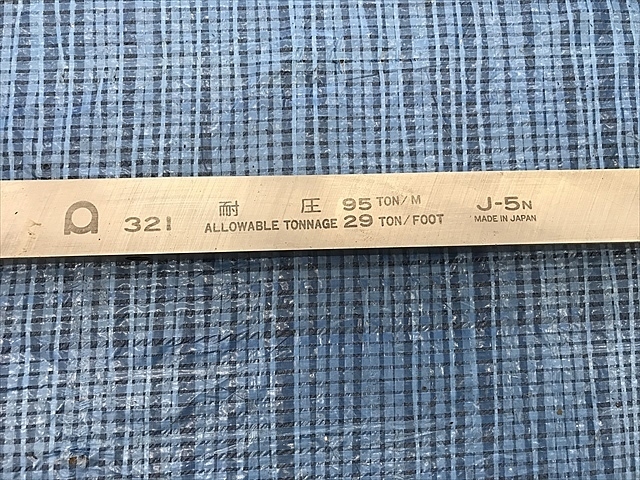 321 耐圧 95 TON/M J-5N
ALLOWABLE TONNAGE 29 TON/FOOT MADE IN JAPAN